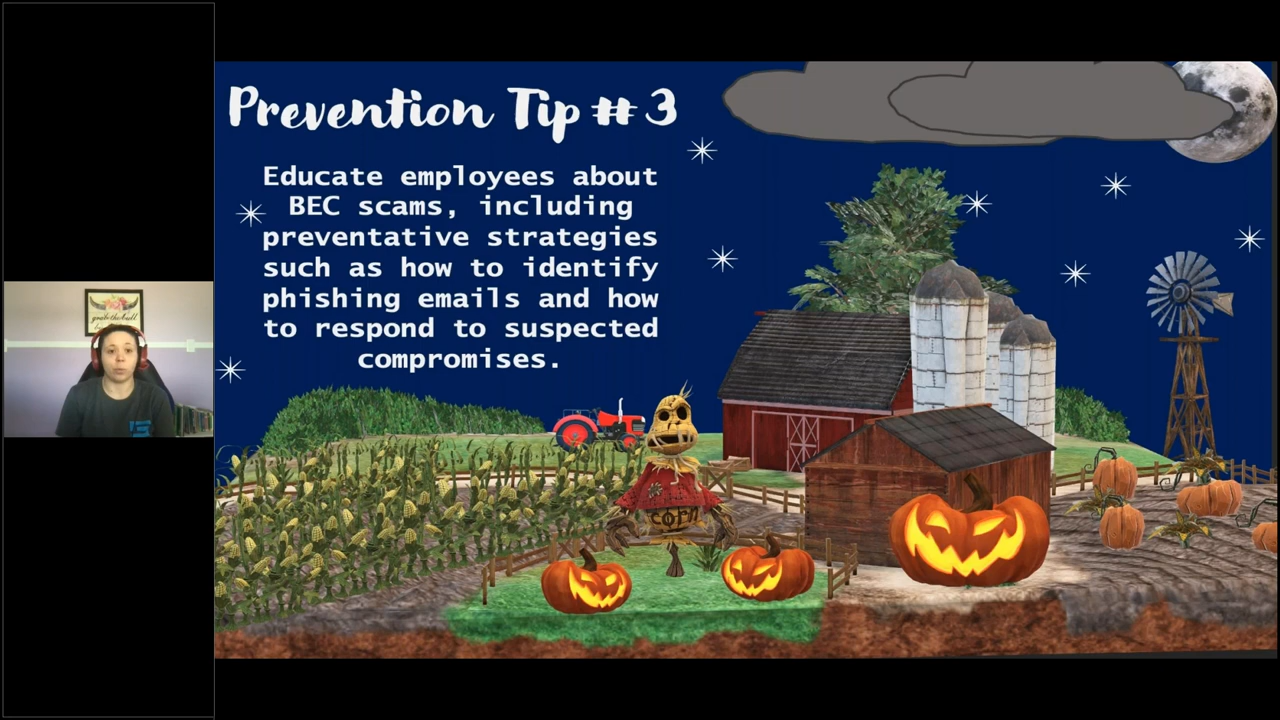 Prevention Tip #3
Educate employees about
BEC scams, including
preventative strategies
such as how to identify
phishing emails and how
to respond to suspected
compromises.
CORN